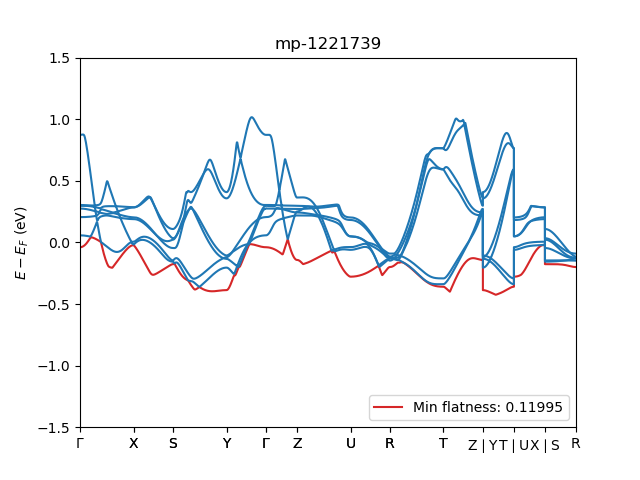 mp-1221739
E − E_F (eV)
1.5
1.0
0.5
0.0
−0.5
−1.0
−1.5
Min flatness: 0.11995
Γ X S Y Γ Z U R T Z | Y T | U X | S R